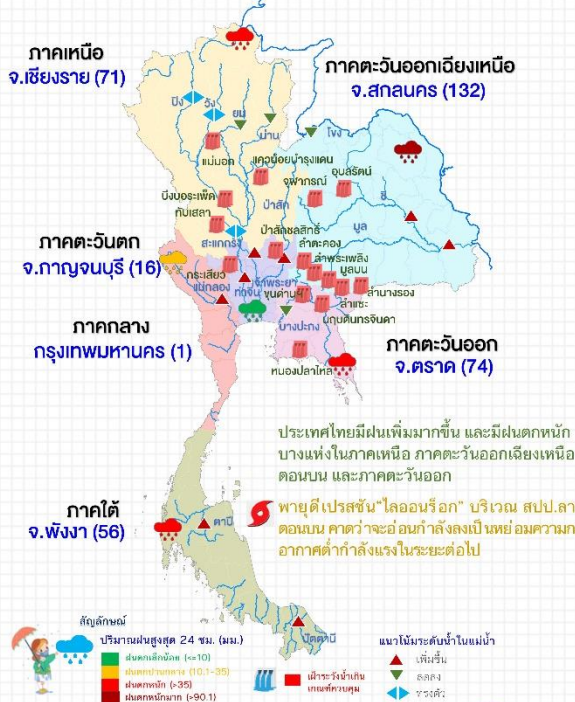 ภาคเหนือ
จ.เชียงราย (71)
ภาคตะวันออกเฉียงเหนือ
จ.สกลนคร (132)
ปิง
วัง
ยม
น่าน
โขง
แม่มอก
แควน้อยบำรุงแดน
จุฬาภรณ์
อุบลรัตน์
ชี
บึงบอระเพ็ด
ทับเสลา
ป่าสัก
มูล
สะแกกรัง
ป่าสักชลสิทธิ์
ลำตะคอง
ลำพระเพลิง
มูลบน
ภาคตะวันตก
จ.กาญจนบุรี (16)
กระเสียว
เจ้าพระยา
แม่กลอง
ท่าจีน
ขุนด่านฯ
ลำนางรอง
ลำแชะ
นฤบดินทรจินดา
บางปะกง
ภาคกลาง
กรุงเทพมหานคร (1)
ภาคตะวันออก
จ.ตราด (74)
หนองปลาไหล
ประเทศไทยมีฝนเพิ่มมากขึ้น และมีฝนตกหนัก
บางแห่งในภาคเหนือ ภาคตะวันออกเฉียงเหนือ
ตอนบน และภาคตะวันออก
พายุดีเปรสชัน"ไลออนร็อก" บริเวณ สปป.ลา
ตอนบน คาดว่าจะอ่อนกำลังลงเป็นหย่อมความก
อากาศต่ำกำลังแรงในระยะต่อไป
ภาคใต้
จ.พังงา (56)
ตาปี
ปัตตานี
สัญลักษณ์
ปริมาณฝนสูงสุด 24 ชม. (มม.)
ฝนตกเล็กน้อย (<=10)
ฝนตกปานกลาง (10.1-35)
ฝนตกหนัก (>35)
ฝนตกหนักมาก (>90.1)
เฝ้าระวังน้ำเกิน
เกณฑ์ควบคุม
แนวโน้มระดับน้ำในแม่น้ำ
เพิ่มขึ้น
ลดลง
ทรงตัว